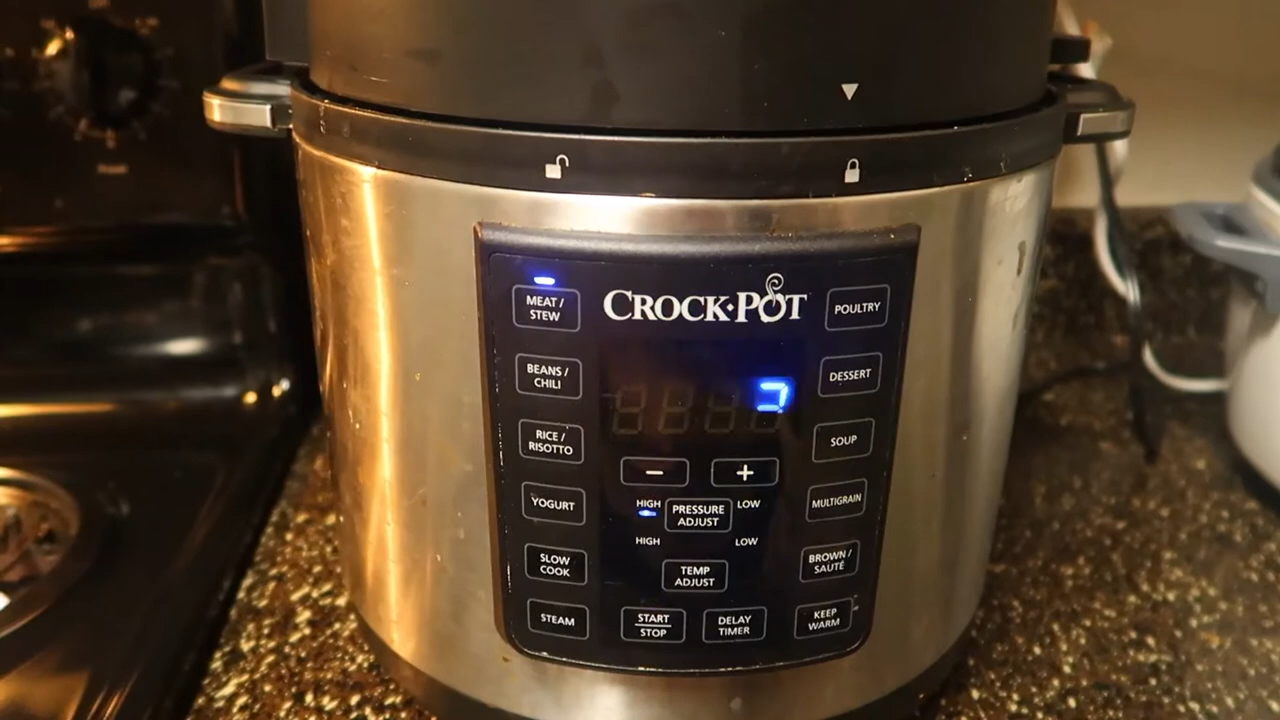 CROCK·POT
MEAT /
STEW
BEANS /
CHILI
RICE /
RISOTTO
YOGURT
SLOW
COOK
STEAM
−
+
HIGH
LOW
PRESSURE
ADJUST
HIGH
LOW
TEMP
ADJUST
START
STOP
DELAY
TIMER
POULTRY
DESSERT
SOUP
MULTIGRAIN
BROWN /
SAUTÉ
KEEP
WARM